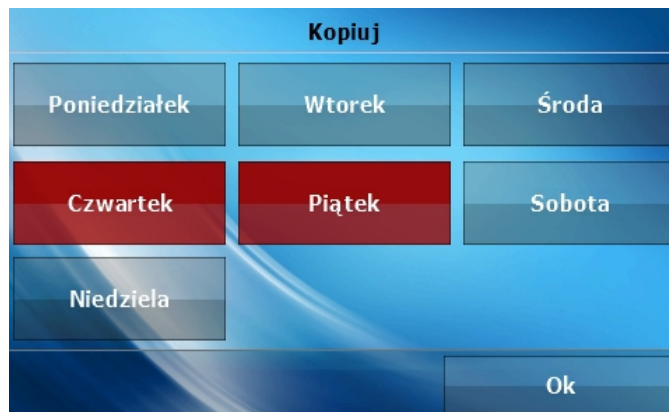 Kopiuj
Poniedziałek Wtorek Środa
Czwartek Piątek Sobota
Niedziela
Ok